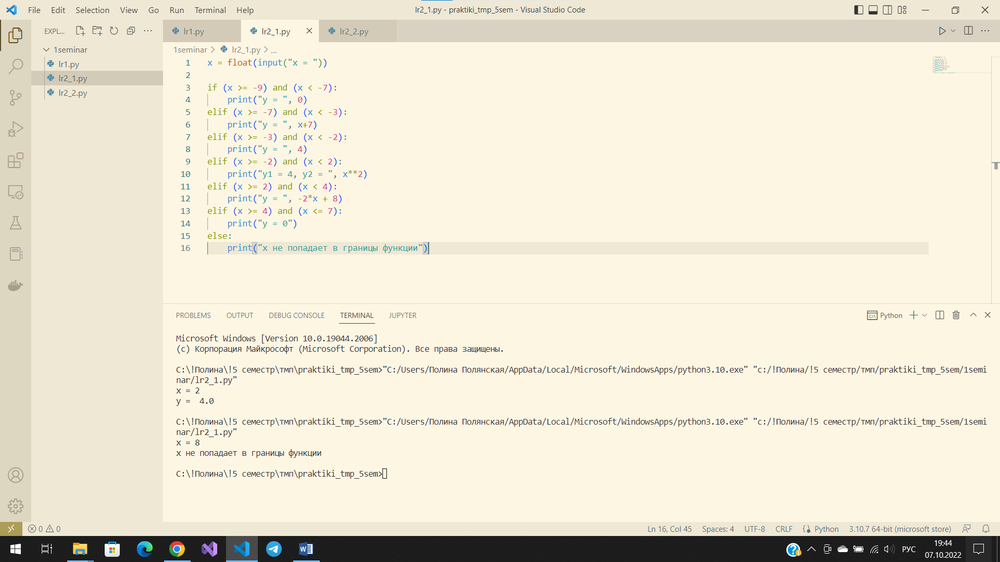 File Edit Selection View Go Run Terminal Help
lr2_1.py - praktiki_tmp_5sem - Visual Studio Code
EXPL...
1seminar
lr1.py
lr2_1.py
lr2_2.py
lr1.py lr2_1.py lr2_2.py
1seminar > lr2_1.py > ...
1 x = float(input("x = "))
2
3 if (x >= -9) and (x < -7):
4 print("y = ", 0)
5 elif (x >= -7) and (x < -3):
6 print("y = ", x+7)
7 elif (x >= -3) and (x < -2):
8 print("y = ", 4)
9 elif (x >= -2) and (x < 2):
10 print("y1 = 4, y2 = ", x**2)
11 elif (x >= 2) and (x < 4):
12 print("y = ", -2*x + 8)
13 elif (x >= 4) and (x <= 7):
14 print("y = 0")
15 else:
16 print("x не попадает в границы функции")
PROBLEMS OUTPUT DEBUG CONSOLE TERMINAL JUPYTER
Python
Microsoft Windows [Version 10.0.19044.2006]
(c) Корпорация Майкрософт (Microsoft Corporation). Все права защищены.
C:\!Полина\!5 семестр\тмп\praktiki_tmp_5sem>"C:/Users/Полина Полянская/AppData/Local/Microsoft/WindowsApps/python3.10.exe" "c:/!Полина/!5 семестр/тмп/praktiki_tmp_5sem/1semi
nar/lr2_1.py"
x = 2
y =  4.0
C:\!Полина\!5 семестр\тмп\praktiki_tmp_5sem>"C:/Users/Полина Полянская/AppData/Local/Microsoft/WindowsApps/python3.10.exe" "c:/!Полина/!5 семестр/тмп/praktiki_tmp_5sem/1semi
nar/lr2_1.py"
x = 8
x не попадает в границы функции
C:\!Полина\!5 семестр\тмп\praktiki_tmp_5sem>
0 0
Ln 16, Col 45 Spaces: 4 UTF-8 CRLF Python 3.10.7 64-bit (microsoft store)
РУС
19:44
07.10.2022